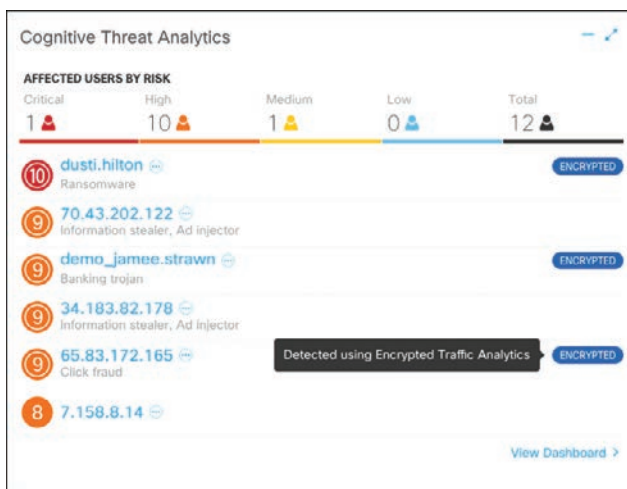 Cognitive Threat Analytics
AFFECTED USERS BY RISK
Critical High Medium Low Total
1 10 1 0 12
10 dusti.hilton ENCRYPTED
Ransomware
9 70.43.202.122
Information stealer, Ad injector
9 demo_jamee.strawn ENCRYPTED
Banking trojan
9 34.183.82.178
Information stealer, Ad injector
9 65.83.172.165 Detected using Encrypted Traffic Analytics ENCRYPTED
Click fraud
8 7.158.8.14
View Dashboard >